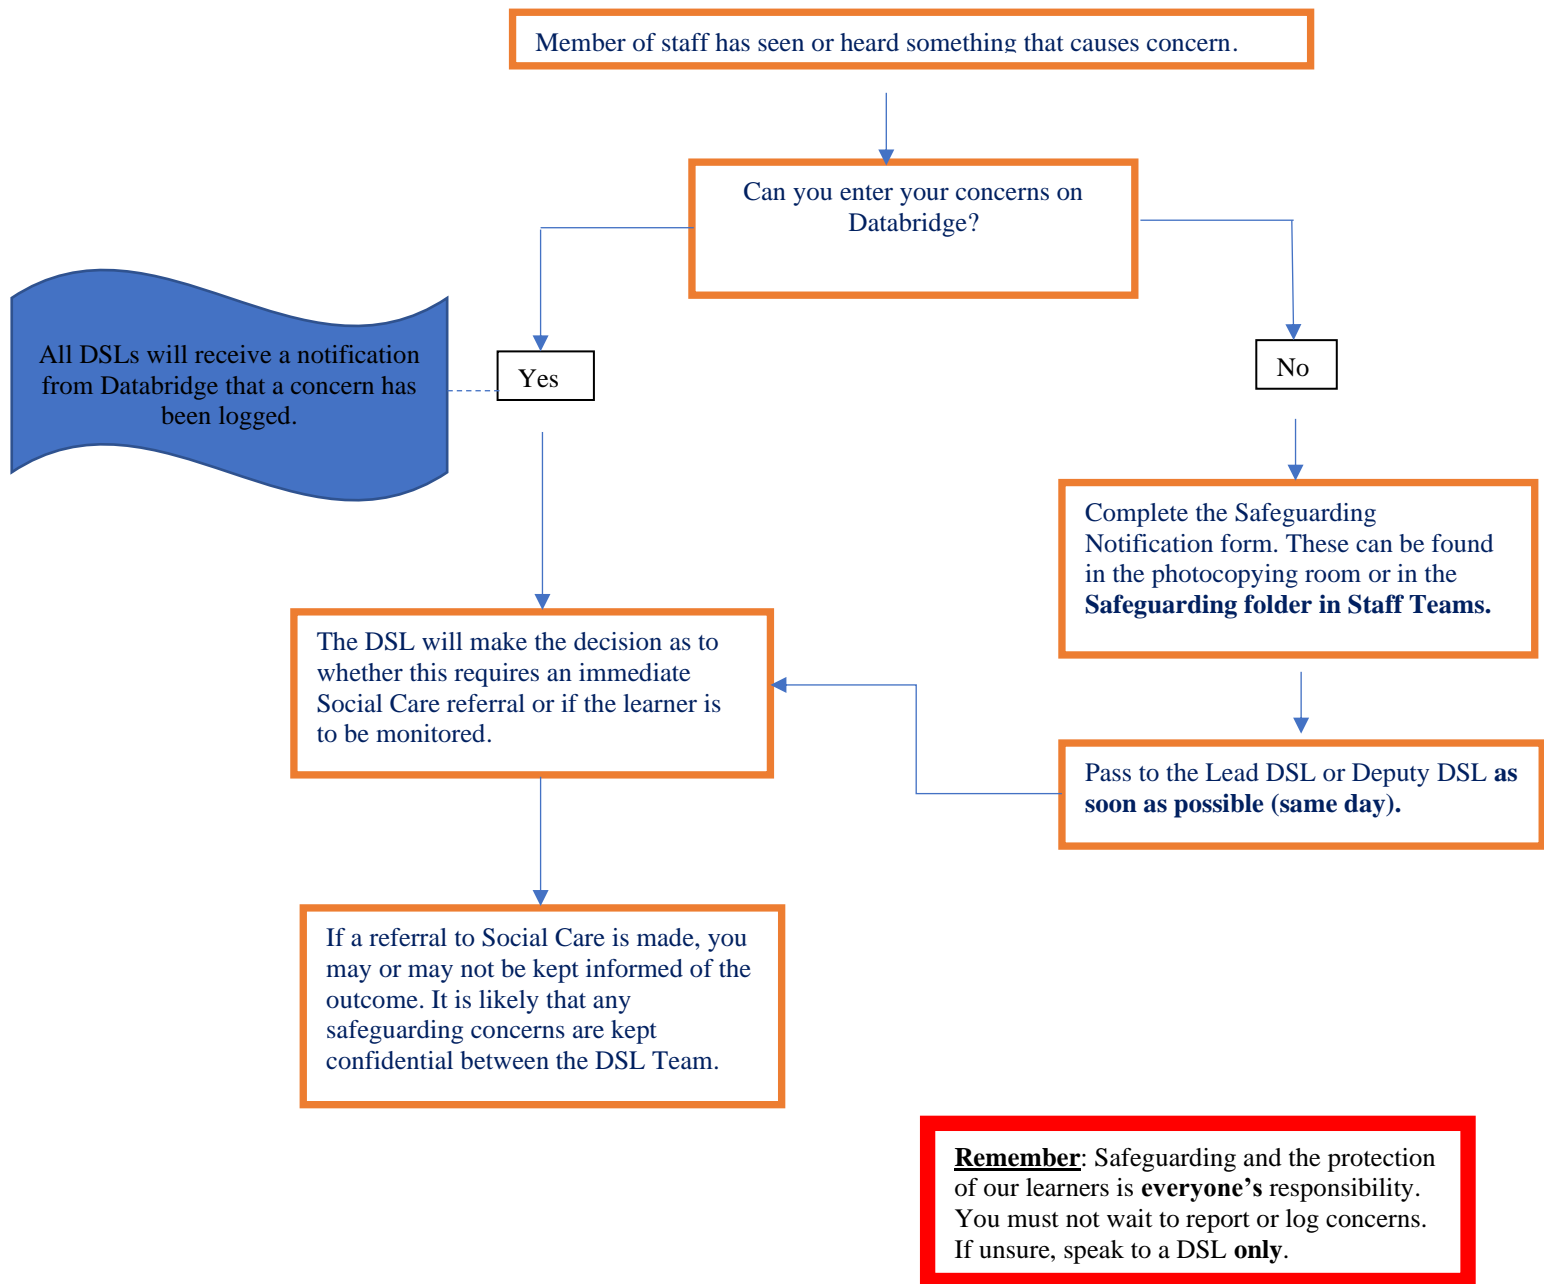 Member of staff has seen or heard something that causes concern.
Can you enter your concerns on
Databridge?
All DSLs will receive a notification
from Databridge that a concern has
been logged.
Yes
No
Complete the Safeguarding
Notification form. These can be found
in the photocopying room or in the
Safeguarding folder in Staff Teams.
The DSL will make the decision as to
whether this requires an immediate
Social Care referral or if the learner is
to be monitored.
Pass to the Lead DSL or Deputy DSL as
soon as possible (same day).
If a referral to Social Care is made, you
may or may not be kept informed of the
outcome. It is likely that any
safeguarding concerns are kept
confidential between the DSL Team.
Remember: Safeguarding and the protection
of our learners is everyone's responsibility.
You must not wait to report or log concerns.
If unsure, speak to a DSL only.